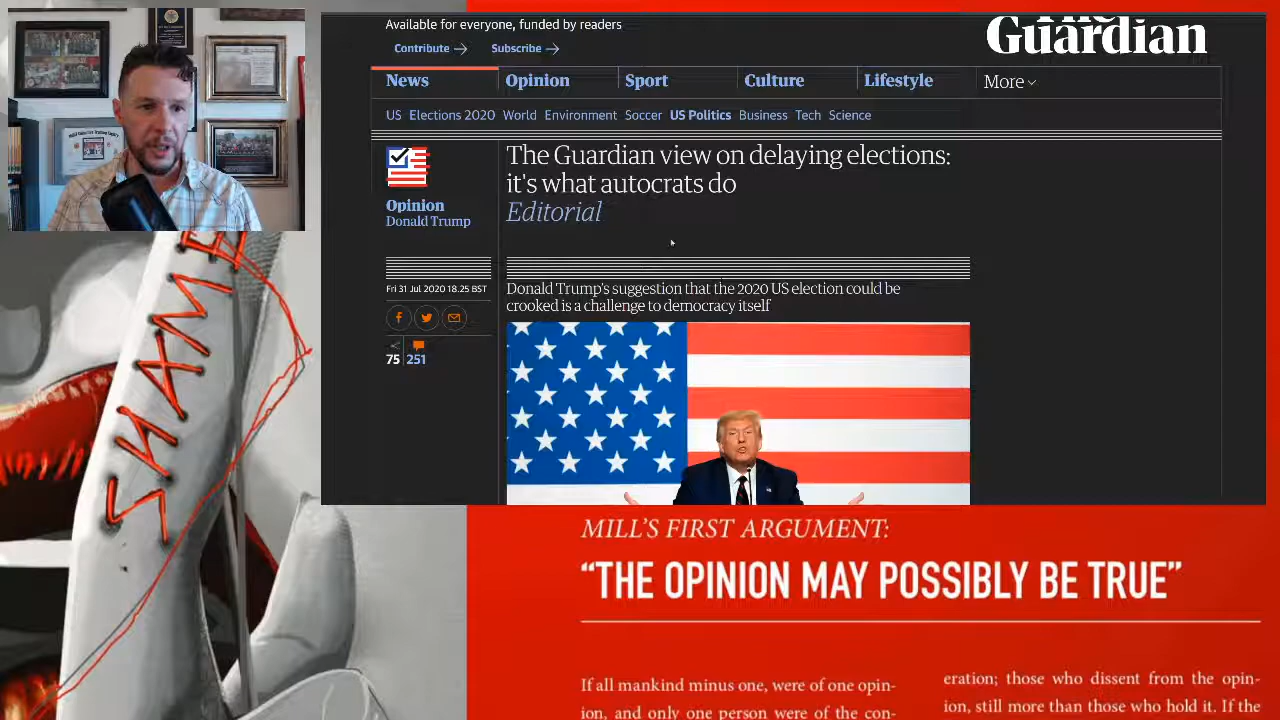 Available for everyone, funded by readers
Contribute → Subscribe →
The
Guardian
News Opinion Sport Culture Lifestyle More
US Elections 2020 World Environment Soccer US Politics Business Tech Science
The Guardian view on delaying elections:
it's what autocrats do
Editorial
Opinion
Donald Trump
Fri 31 Jul 2020 18.25 BST
75 251
Donald Trump's suggestion that the 2020 US election could be
crooked is a challenge to democracy itself
SHAME
MILL'S FIRST ARGUMENT:
“THE OPINION MAY POSSIBLY BE TRUE”
If all mankind minus one, were of one opin-
ion, and only one person were of the con-
eration; those who dissent from the opin-
ion, still more than those who hold it. If the